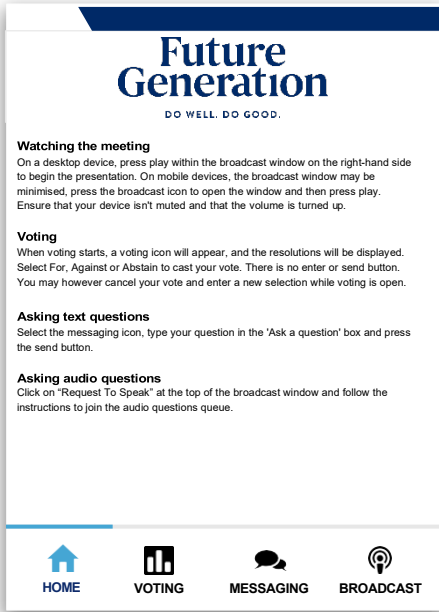 Future
Generation
DO WELL. DO GOOD.
Watching the meeting
On a desktop device, press play within the broadcast window on the right-hand side
to begin the presentation. On mobile devices, the broadcast window may be
minimised, press the broadcast icon to open the window and then press play.
Ensure that your device isn't muted and that the volume is turned up.
Voting
When voting starts, a voting icon will appear, and the resolutions will be displayed.
Select For, Against or Abstain to cast your vote. There is no enter or send button.
You may however cancel your vote and enter a new selection while voting is open.
Asking text questions
Select the messaging icon, type your question in the 'Ask a question' box and press
the send button.
Asking audio questions
Click on “Request To Speak” at the top of the broadcast window and follow the
instructions to join the audio questions queue.
HOME VOTING MESSAGING BROADCAST